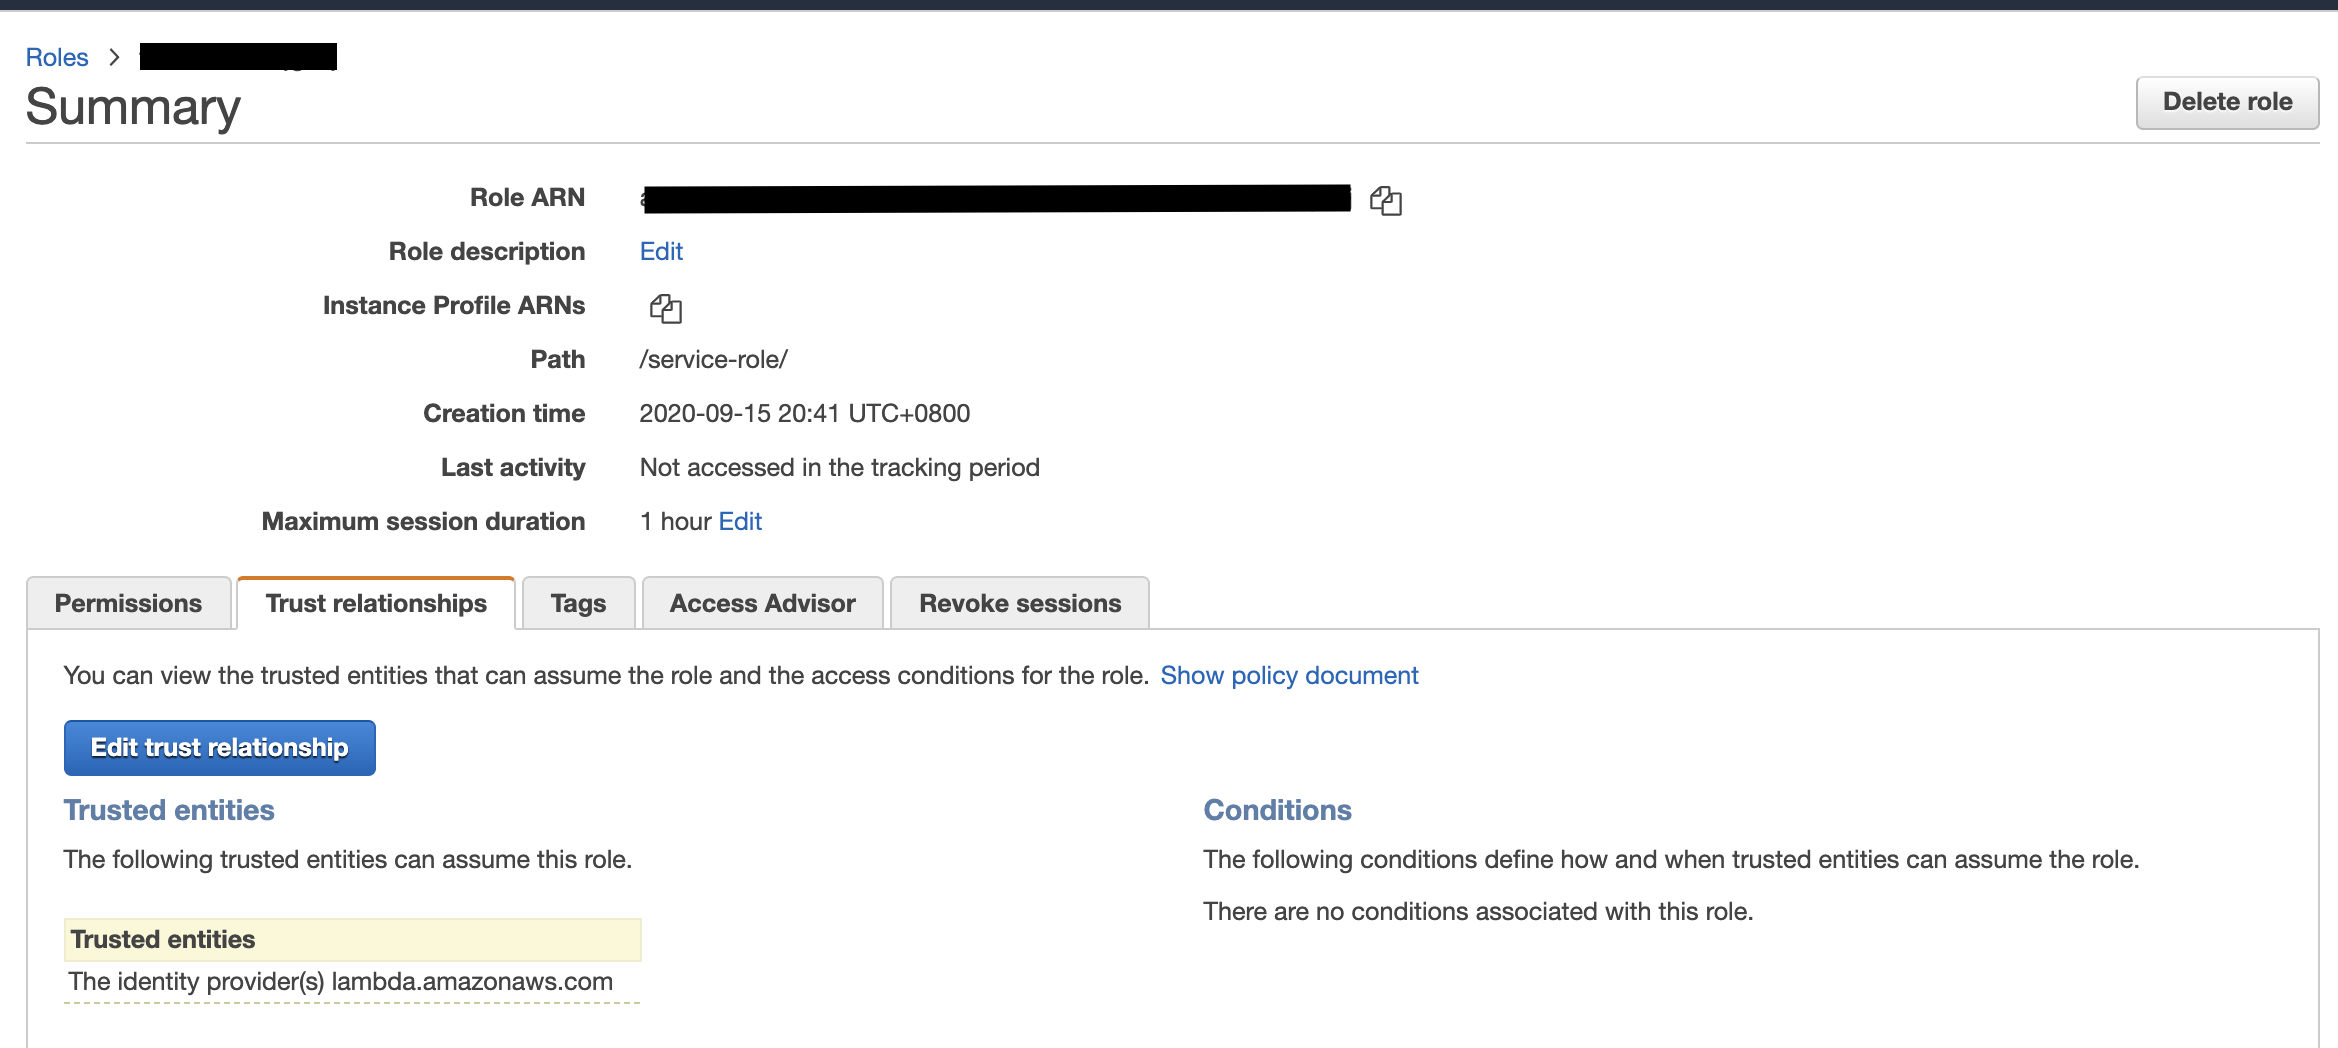 Roles >
Summary
Delete role
Role ARN
Role description Edit
Instance Profile ARNs
Path /service-role/
Creation time 2020-09-15 20:41 UTC+0800
Last activity Not accessed in the tracking period
Maximum session duration 1 hour Edit
Permissions Trust relationships Tags Access Advisor Revoke sessions
You can view the trusted entities that can assume the role and the access conditions for the role. Show policy document
Edit trust relationship
Trusted entities
The following trusted entities can assume this role.
Trusted entities
The identity provider(s) lambda.amazonaws.com
Conditions
The following conditions define how and when trusted entities can assume the role.
There are no conditions associated with this role.